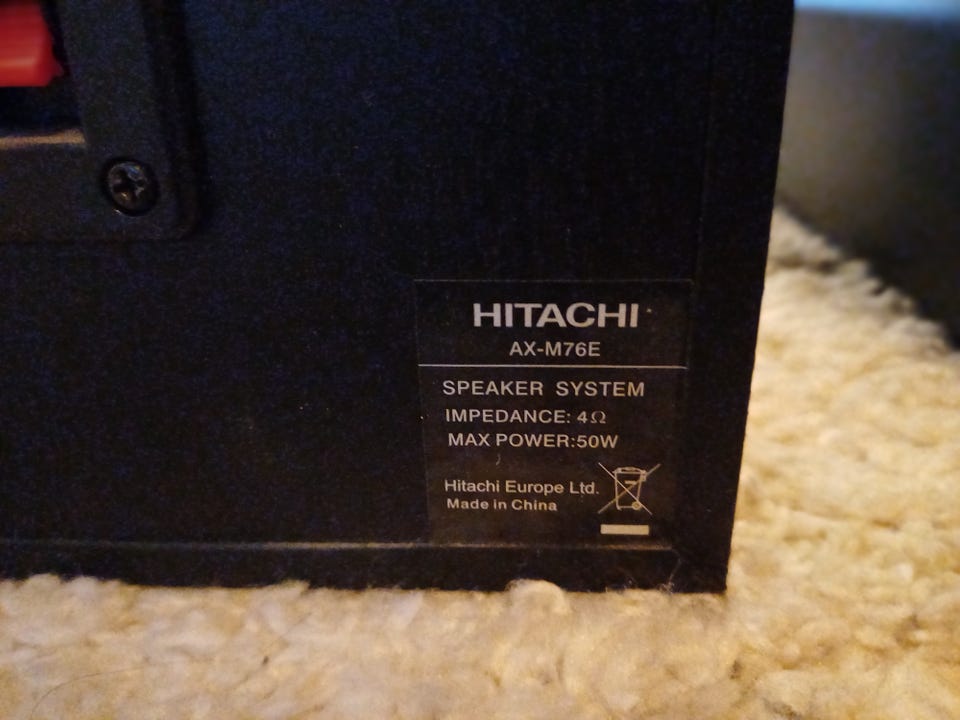 HITACHI
AX-M76E
SPEAKER SYSTEM
IMPEDANCE: 4Ω
MAX POWER:50W
Hitachi Europe Ltd.
Made in China